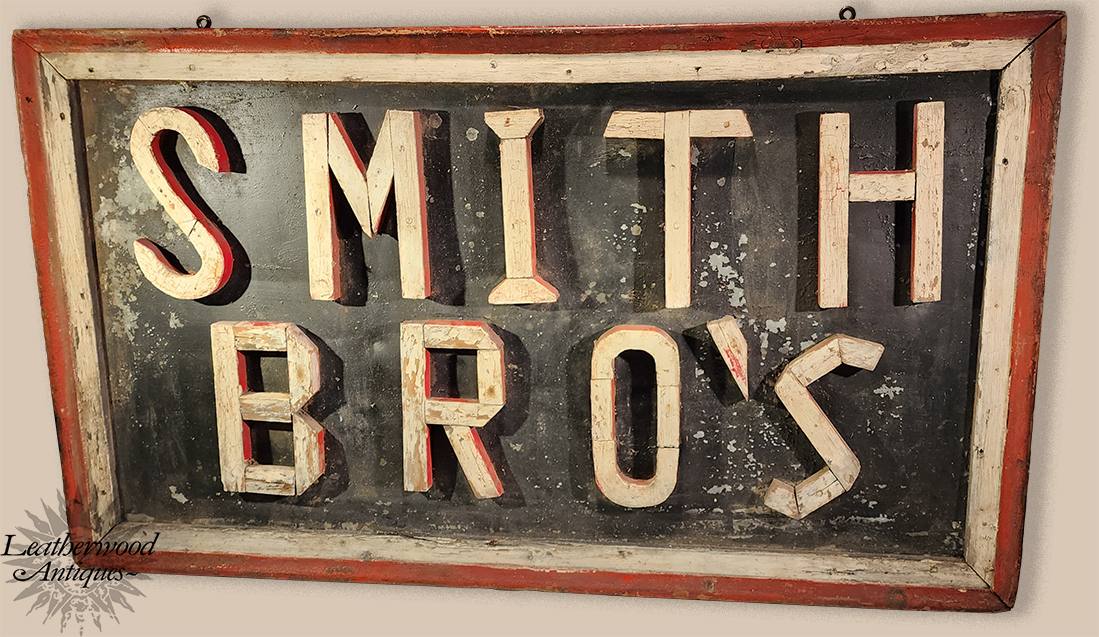 SMITH
BRO'S
Leatherwood
Antiques~